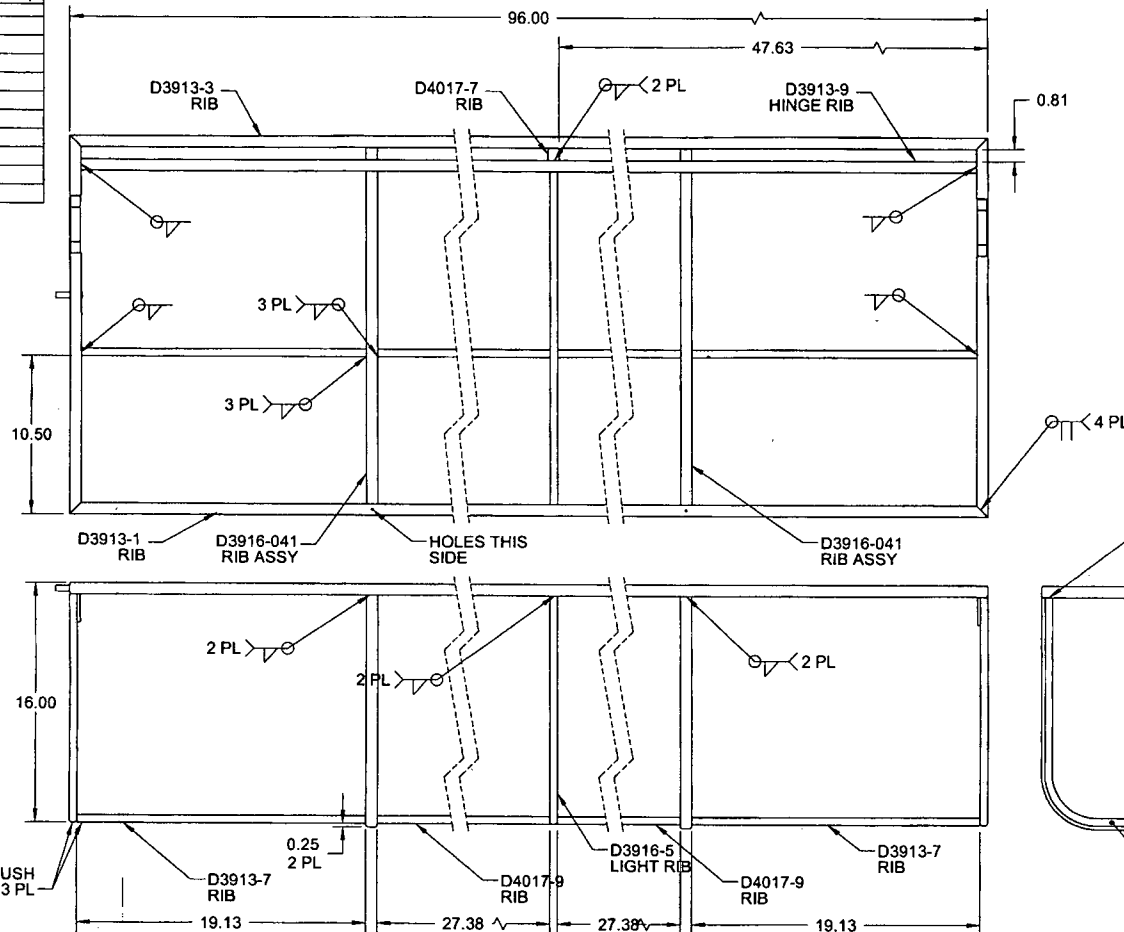 96.00
47.63
D3913-3
RIB
D4017-7
RIB
2 PL
D3913-9
HINGE RIB
0.81
3 PL
3 PL
10.50
4 PL
D3913-1
RIB
D3916-041
RIB ASSY
HOLES THIS
SIDE
D3916-041
RIB ASSY
2 PL
2 PL
2 PL
16.00
0.25
2 PL
USH
3 PL
D3913-7
RIB
D4017-9
RIB
D3916-5
LIGHT RIB
D4017-9
RIB
D3913-7
RIB
19.13
27.38
27.38
19.13